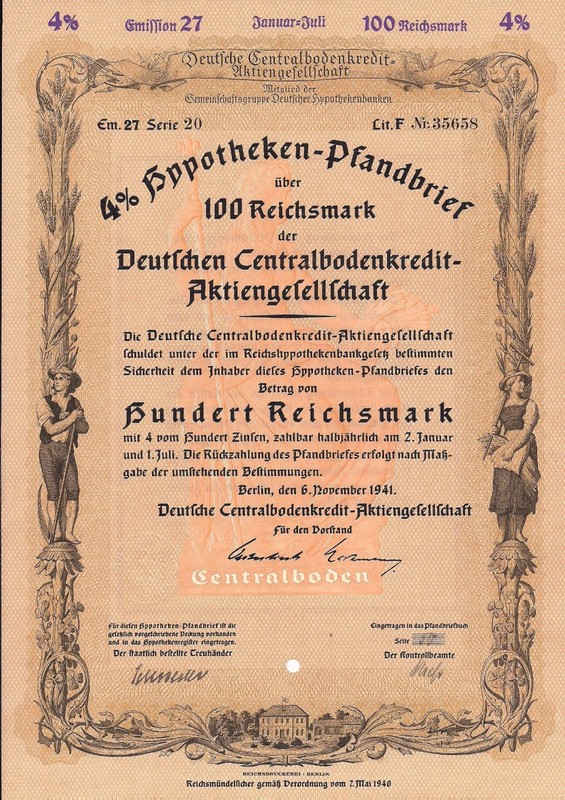 4% Emission 27 Januar-Juli 100 Reichsmark 4%
Deutsche Centralbodenkredit-
Aktiengesellschaft
Mitglied der
Gemeinschaftsgruppe Deutscher Hypothekenbanken
Em. 27 Serie 20 Lit. F Nr. 35658
4% Hypotheken-Pfandbrief
über
100 Reichsmark
der
Deutschen Centralbodenkredit-
Aktiengesellschaft
Die Deutsche Centralbodenkredit-Aktiengesellschaft
schuldet unter der im Reichshypothekenbankgesetz bestimmten
Sicherheit dem Inhaber dieses Hypotheken-Pfandbriefes den
Betrag von
Hundert Reichsmark
mit 4 vom Hundert Zinsen, zahlbar halbjährlich am 2. Januar
und 1. Juli. Die Rückzahlung des Pfandbriefes erfolgt nach Maß-
gabe der umstehenden Bestimmungen.
Berlin, den 6. November 1941.
Deutsche Centralbodenkredit-Aktiengesellschaft
Für den Vorstand
Centralboden
Für diesen Hypotheken-Pfandbrief ist die
gesetzlich vorgeschriebene Deckung vorhanden
und in das Hypothekenregister eingetragen.
Der staatlich bestellte Treuhänder
Eingetragen in das Pfandbriefbuch
Seite
Der Kontrollbeamte
REICHSDRUCKEREI - BERLIN
Reichsmündelsicher gemäß Verordnung vom 7. Mai 1940